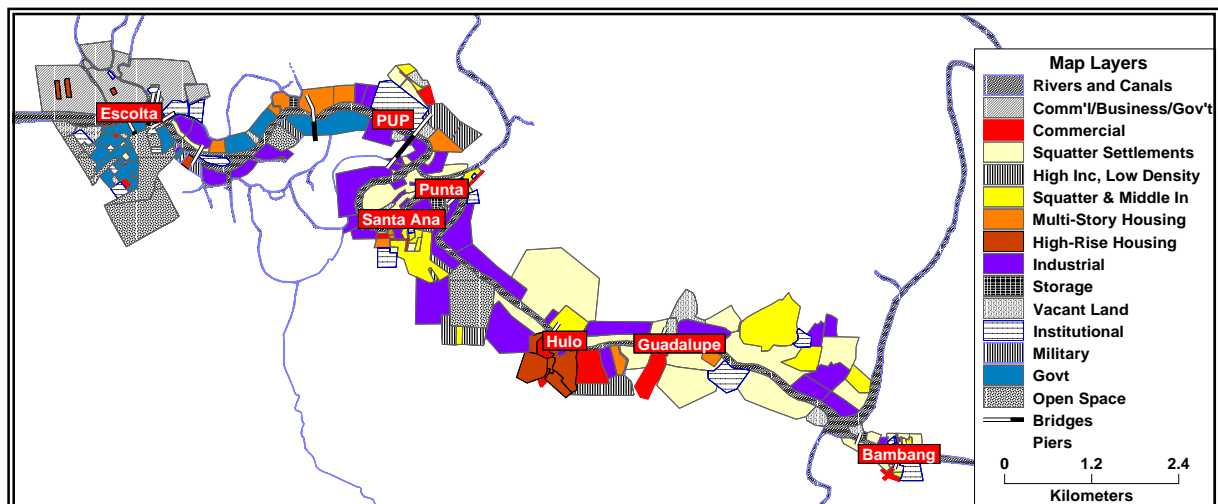 Escolta
PUP
Punta
Santa Ana
Hulo
Guadalupe
Bambang
Map Layers
Rivers and Canals
Comm'l/Business/Gov't
Commercial
Squatter Settlements
High Inc, Low Density
Squatter & Middle In
Multi-Story Housing
High-Rise Housing
Industrial
Storage
Vacant Land
Institutional
Military
Govt
Open Space
Bridges
Piers
0 1.2 2.4
Kilometers